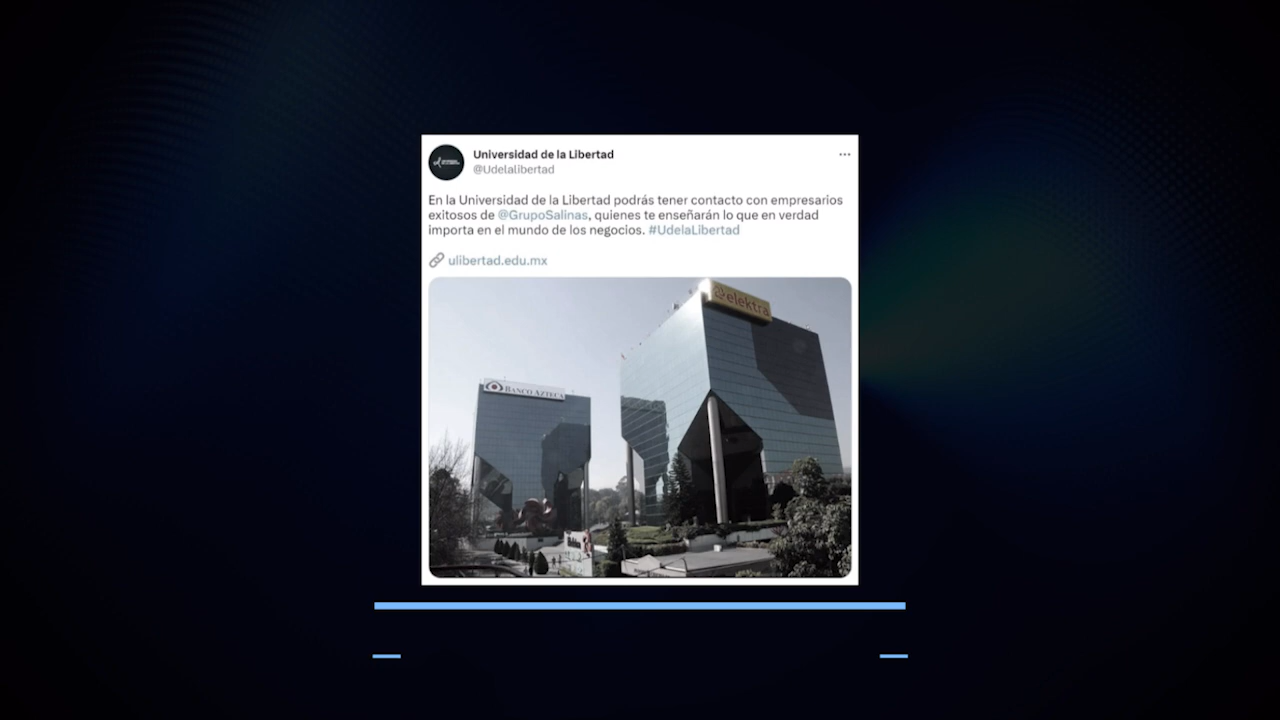 Universidad de la Libertad
@Udelalibertad
En la Universidad de la Libertad podrás tener contacto con empresarios
exitosos de @GrupoSalinas, quienes te enseñarán lo que en verdad
importa en el mundo de los negocios. #UdelaLibertad
ulibertad.edu.mx
elektra
BANCO AZTECA